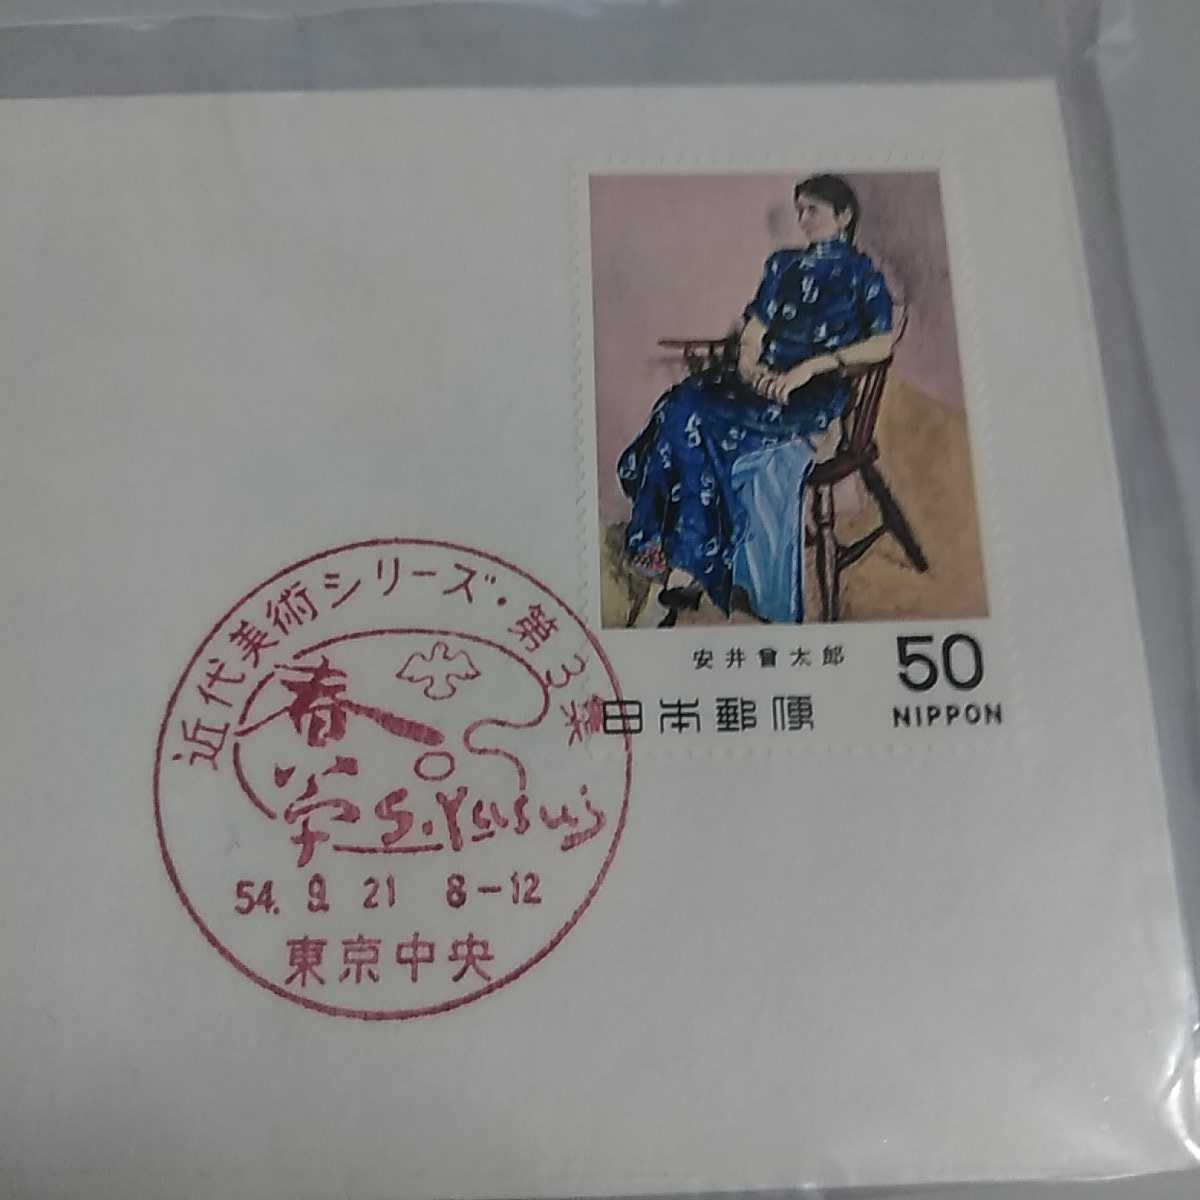 安井曾太郎
50
日本郵便
NIPPON
近代美術シリーズ・第3集
春
草
S.Yasui
54. 9. 21 8-12
東京中央